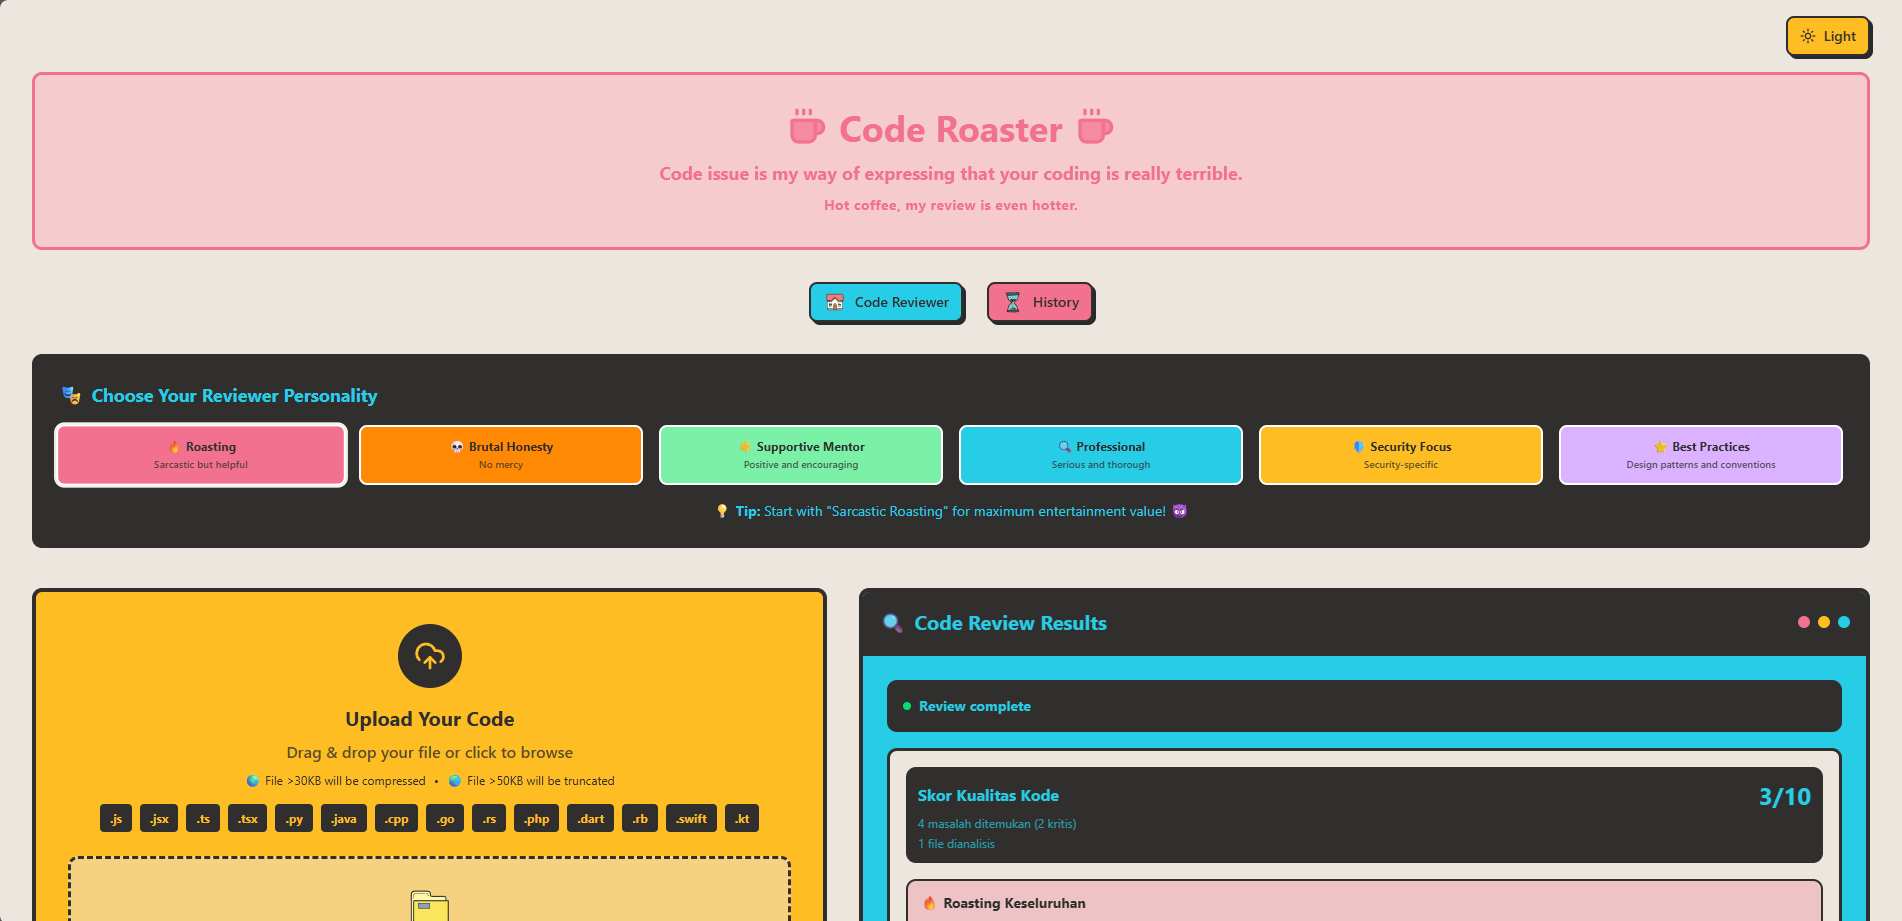 Light
Code Roaster
Code issue is my way of expressing that your coding is really terrible.
Hot coffee, my review is even hotter.
Code Reviewer
History
Choose Your Reviewer Personality
Roasting
Sarcastic but helpful
Brutal Honesty
No mercy
Supportive Mentor
Positive and encouraging
Professional
Serious and thorough
Security Focus
Security-specific
Best Practices
Design patterns and conventions
Tip: Start with "Sarcastic Roasting" for maximum entertainment value!
Upload Your Code
Drag & drop your file or click to browse
File >30KB will be compressed • File >50KB will be truncated
.js .jsx .ts .tsx .py .java .cpp .go .rs .php .dart .rb .swift .kt
Code Review Results
Review complete
Skor Kualitas Kode
3/10
4 masalah ditemukan (2 kritis)
1 file dianalisis
Roasting Keseluruhan